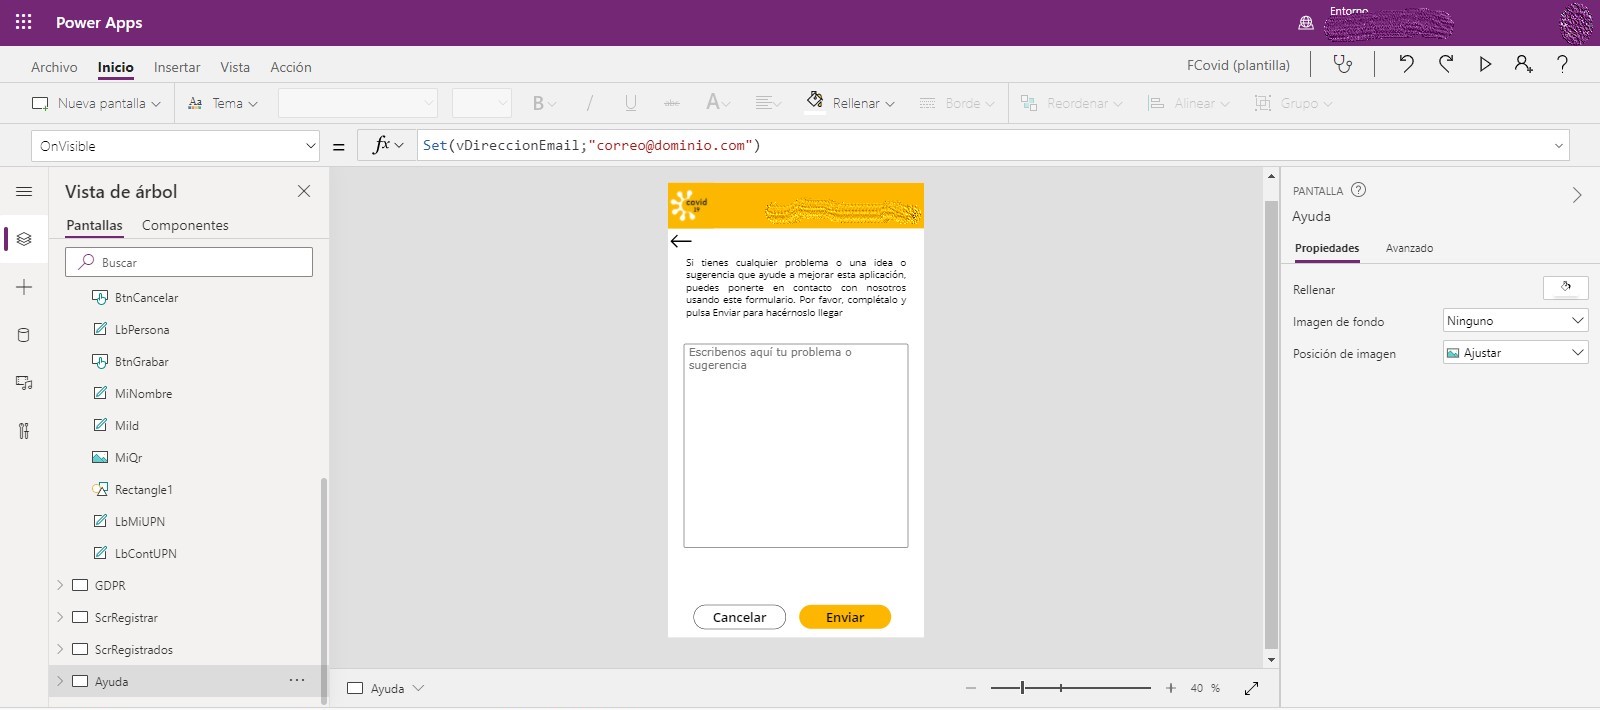 Power Apps
Entorno
Archivo Inicio Insertar Vista Acción FCovid (plantilla)
Nueva pantalla Aa Tema B / U abc A Rellenar Borde Reordenar Alinear Grupo
OnVisible = fx Set(vDireccionEmail;"correo@dominio.com")
Vista de árbol
Pantallas Componentes
Buscar
BtnCancelar
LbPersona
BtnGrabar
MiNombre
MiId
MiQr
Rectangle1
LbMiUPN
LbContUPN
GDPR
ScrRegistrar
ScrRegistrados
Ayuda ...
covid
19
Si tienes cualquier problema o una idea o
sugerencia que ayude a mejorar esta aplicación,
puedes ponerte en contacto con nosotros
usando este formulario. Por favor, complétalo y
pulsa Enviar para hacérnoslo llegar
Escribenos aquí tu problema o
sugerencia
Cancelar Enviar
Ayuda
40 %
PANTALLA ?
Ayuda
Propiedades Avanzado
Rellenar
Imagen de fondo Ninguno
Posición de imagen Ajustar